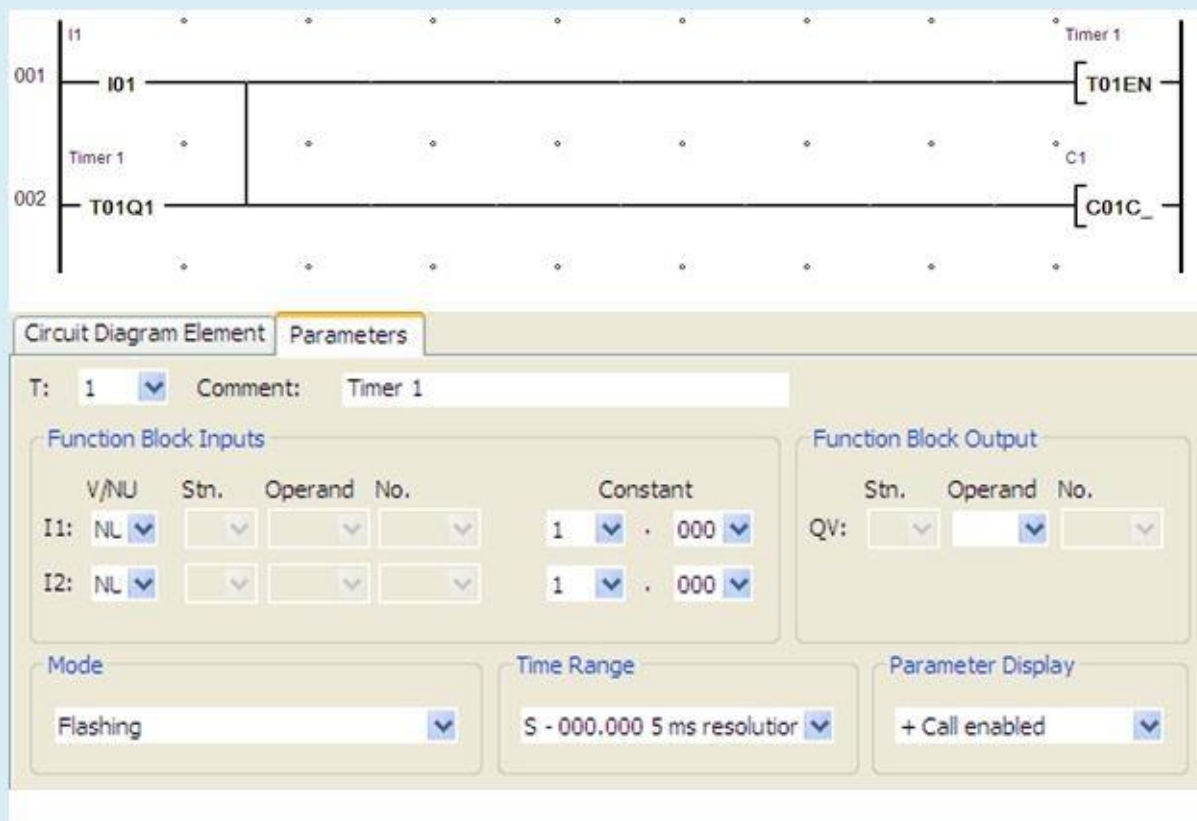 I1 Timer 1
001 I01 T01EN
Timer 1 C1
002 T01Q1 C01C_
Circuit Diagram Element Parameters
T: 1 Comment: Timer 1
Function Block Inputs Function Block Output
V/NU Stn. Operand No. Constant Stn. Operand No.
I1: NL 1 . 000 QV:
I2: NL 1 . 000
Mode Time Range Parameter Display
Flashing S - 000.000 5 ms resolutior + Call enabled